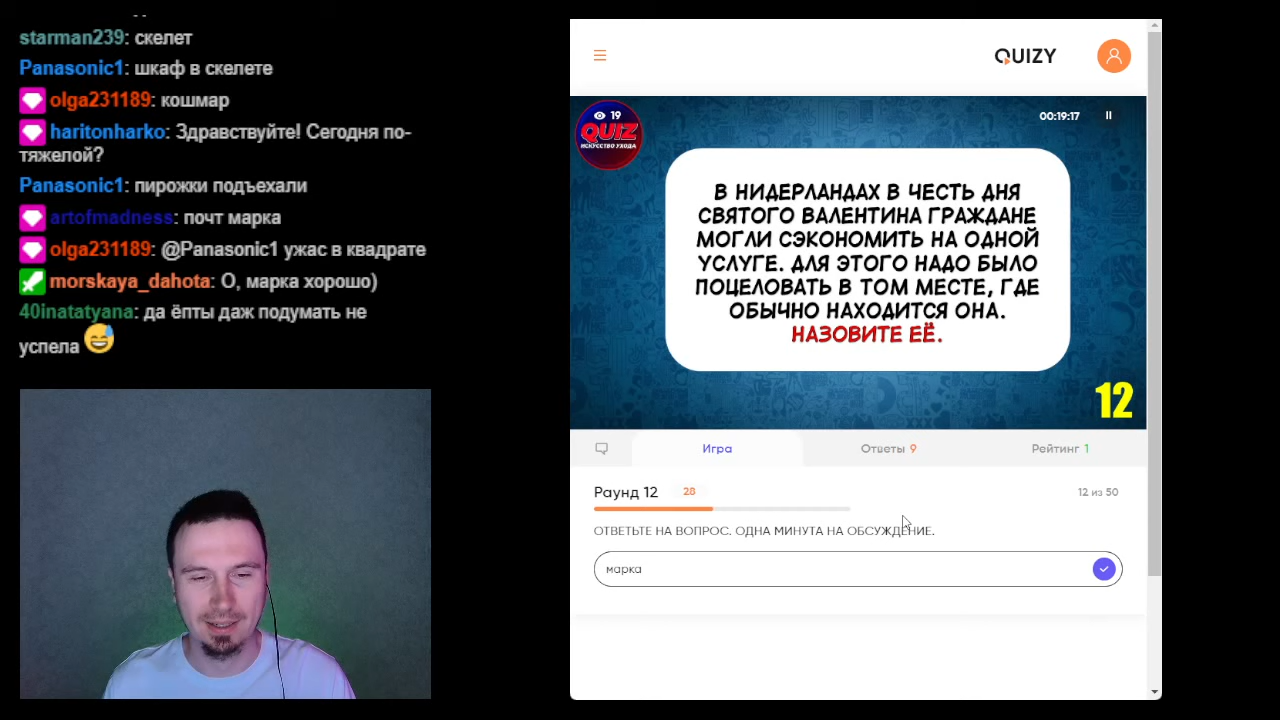 starman239: скелет
Panasonic1: шкаф в скелете
olga231189: кошмар
haritonharko: Здравствуйте! Сегодня по-
тяжелой?
Panasonic1: пирожки подъехали
artofmadness: почт марка
olga231189: @Panasonic1 ужас в квадрате
morskaya_dahota: О, марка хорошо)
40inatatyana: да ёпты даж подумать не
успела
QUIZY
19
QUIZ
ИСКУССТВО УХОДА
00:19:17
В НИДЕРЛАНДАХ В ЧЕСТЬ ДНЯ
СВЯТОГО ВАЛЕНТИНА ГРАЖДАНЕ
МОГЛИ СЭКОНОМИТЬ НА ОДНОЙ
УСЛУГЕ. ДЛЯ ЭТОГО НАДО БЫЛО
ПОЦЕЛОВАТЬ В ТОМ МЕСТЕ, ГДЕ
ОБЫЧНО НАХОДИТСЯ ОНА.
НАЗОВИТЕ ЕЁ.
12
Игра
Ответы 9
Рейтинг 1
Раунд 12 28
12 из 50
ОТВЕТЬТЕ НА ВОПРОС. ОДНА МИНУТА НА ОБСУЖДЕНИЕ.
марка